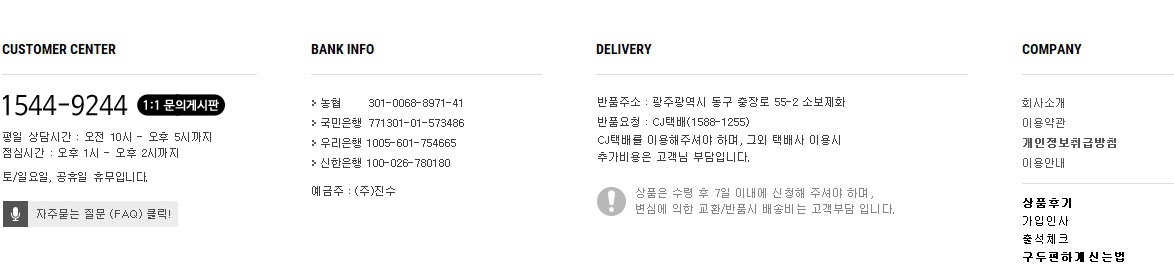 CUSTOMER CENTER
1544-9244 1:1 문의게시판
평일 상담시간 : 오전 10시 - 오후 5시까지
점심시간 : 오후 1시 - 오후 2시까지
토/일요일, 공휴일 휴무입니다.
자주묻는 질문 (FAQ) 클릭!
BANK INFO
> 농협 301-0068-8971-41
> 국민은행 771301-01-573486
> 우리은행 1005-601-754665
> 신한은행 100-026-780180
예금주 : (주)진수
DELIVERY
반품주소 : 광주광역시 동구 충장로 55-2 소보제화
반품요청 : CJ택배(1588-1255)
CJ택배를 이용해주셔야 하며, 그외 택배사 이용시
추가비용은 고객님 부담입니다.
상품은 수령 후 7일 이내에 신청해 주셔야 하며,
변심에 의한 교환/반품시 배송비는 고객부담 입니다.
COMPANY
회사소개
이용약관
개인정보취급방침
이용안내
상품후기
가입인사
출석체크
구두편하게신는법